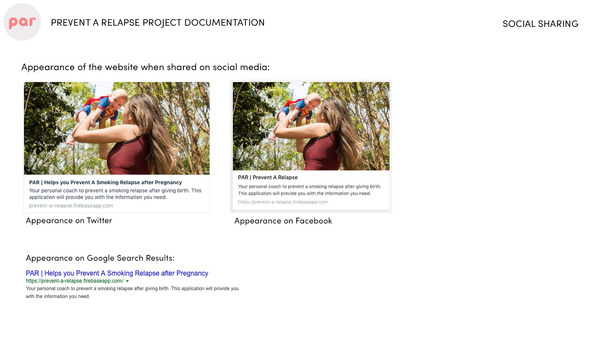 par
PREVENT A RELAPSE PROJECT DOCUMENTATION
SOCIAL SHARING
Appearance of the website when shared on social media:
PAR | Helps you Prevent A Smoking Relapse after Pregnancy
Your personal coach to prevent a smoking relapse after giving birth. This
application will provide you with the information you need.
prevent-a-relapse.firebaseapp.com
Appearance on Twitter
PAR | Prevent A Relapse
Your personal coach to prevent a smoking relapse after giving birth.
This application will provide you with the information you need.
https://prevent-a-relapse.firebaseapp.com
Appearance on Facebook
Appearance on Google Search Results:
PAR | Helps you Prevent A Smoking Relapse after Pregnancy
https://prevent-a-relapse.firebaseapp.com/
Your personal coach to prevent a smoking relapse after giving birth. This application will provide you
with the information you need.